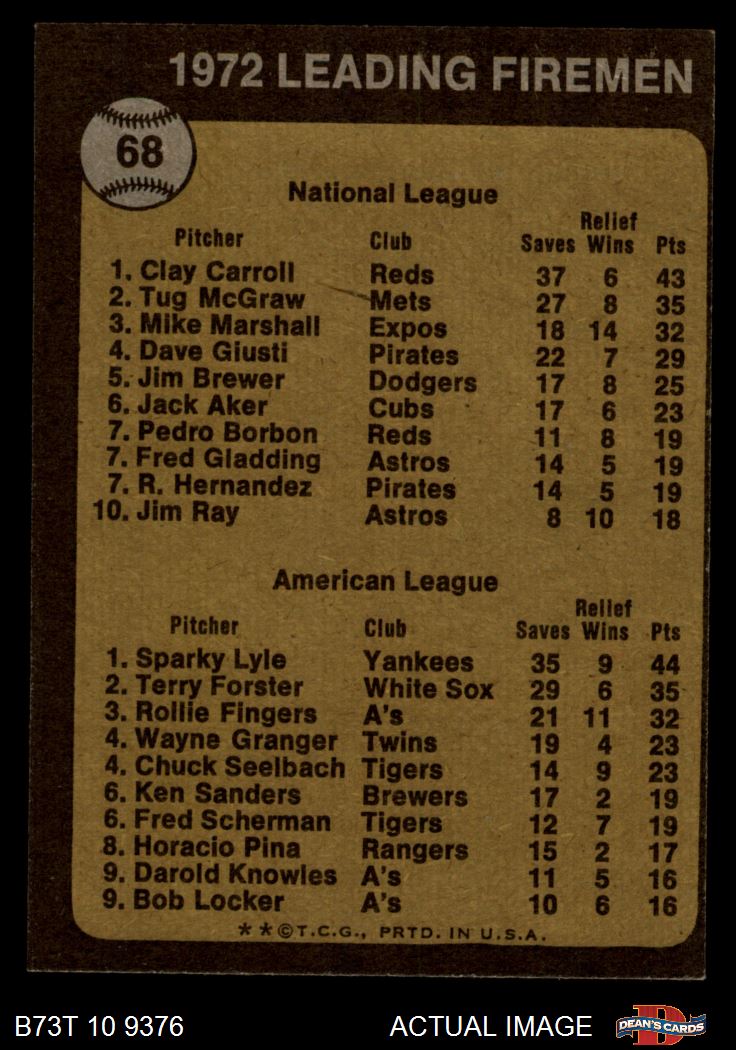 1972 LEADING FIREMEN
68
National League
Pitcher Club Saves Relief Wins Pts
1. Clay Carroll Reds 37 6 43
2. Tug McGraw Mets 27 8 35
3. Mike Marshall Expos 18 14 32
4. Dave Giusti Pirates 22 7 29
5. Jim Brewer Dodgers 17 8 25
6. Jack Aker Cubs 17 6 23
7. Pedro Borbon Reds 11 8 19
7. Fred Gladding Astros 14 5 19
7. R. Hernandez Pirates 14 5 19
10. Jim Ray Astros 8 10 18
American League
Pitcher Club Saves Relief Wins Pts
1. Sparky Lyle Yankees 35 9 44
2. Terry Forster White Sox 29 6 35
3. Rollie Fingers A's 21 11 32
4. Wayne Granger Twins 19 4 23
4. Chuck Seelbach Tigers 14 9 23
6. Ken Sanders Brewers 17 2 19
6. Fred Scherman Tigers 12 7 19
8. Horacio Pina Rangers 15 2 17
9. Darold Knowles A's 11 5 16
9. Bob Locker A's 10 6 16
**©T.C.G., PRTD. IN U.S.A.
B73T 10 9376 ACTUAL IMAGE D DEAN'S CARDS